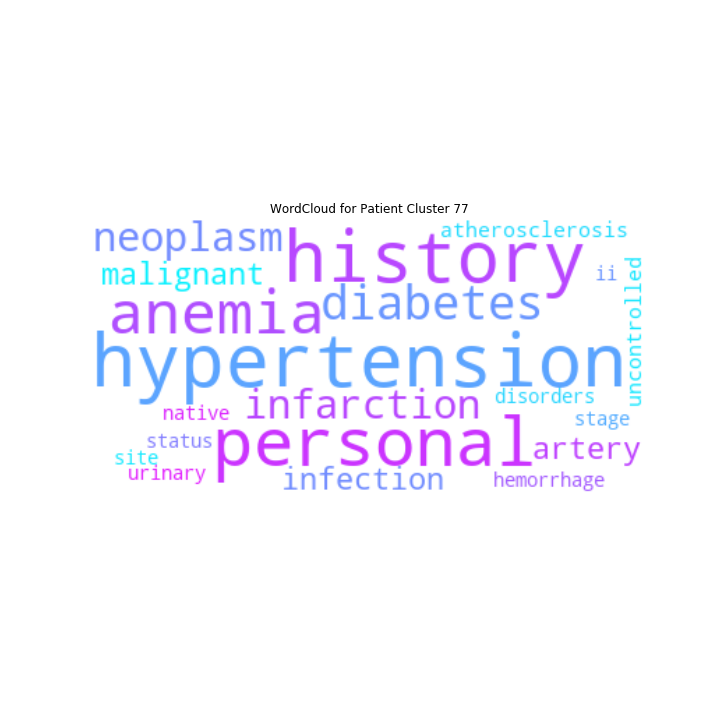 WordCloud for Patient Cluster 77
neoplasm
history
atherosclerosis
malignant
ii
uncontrolled
anemia
diabetes
hypertension
infarction
disorders
native
personal
stage
status
artery
site
urinary
infection
hemorrhage